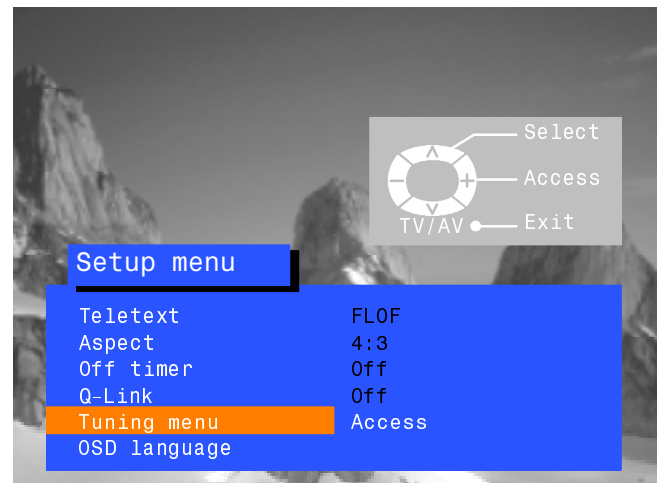 Select
Access
TV/AV Exit
Setup menu
Teletext FLOF
Aspect 4:3
Off timer Off
Q-Link Off
Tuning menu Access
OSD language